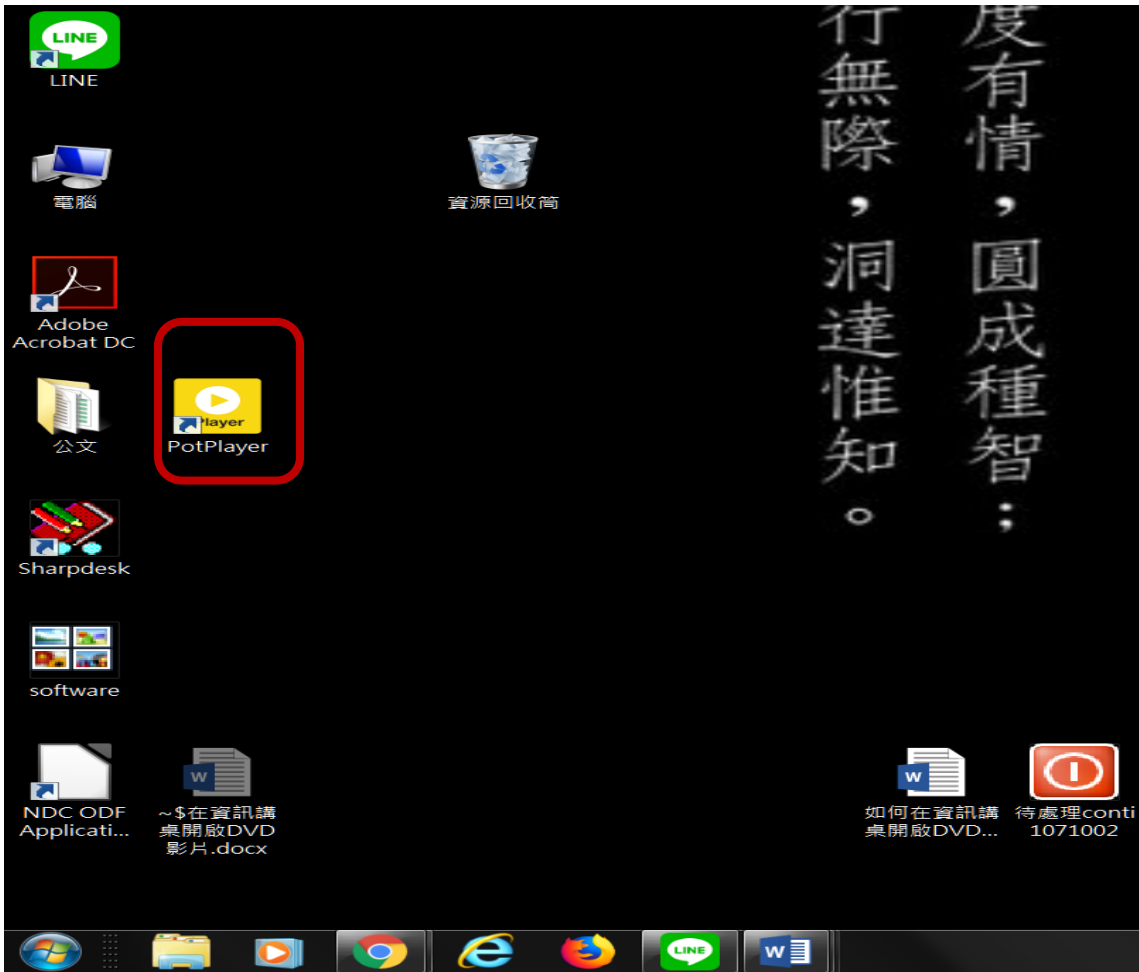 度有情，圓成種智；
行無際，洞達惟知。
LINE
LINE
電腦
資源回收筒
Adobe
Acrobat DC
公文
Player
PotPlayer
Sharpdesk
software
NDC ODF
Applicati...
W
~$在資訊講
桌開啟DVD
影片.docx
W
如何在資訊講
桌開啟DVD...
待處理conti
1071002
LINE
W